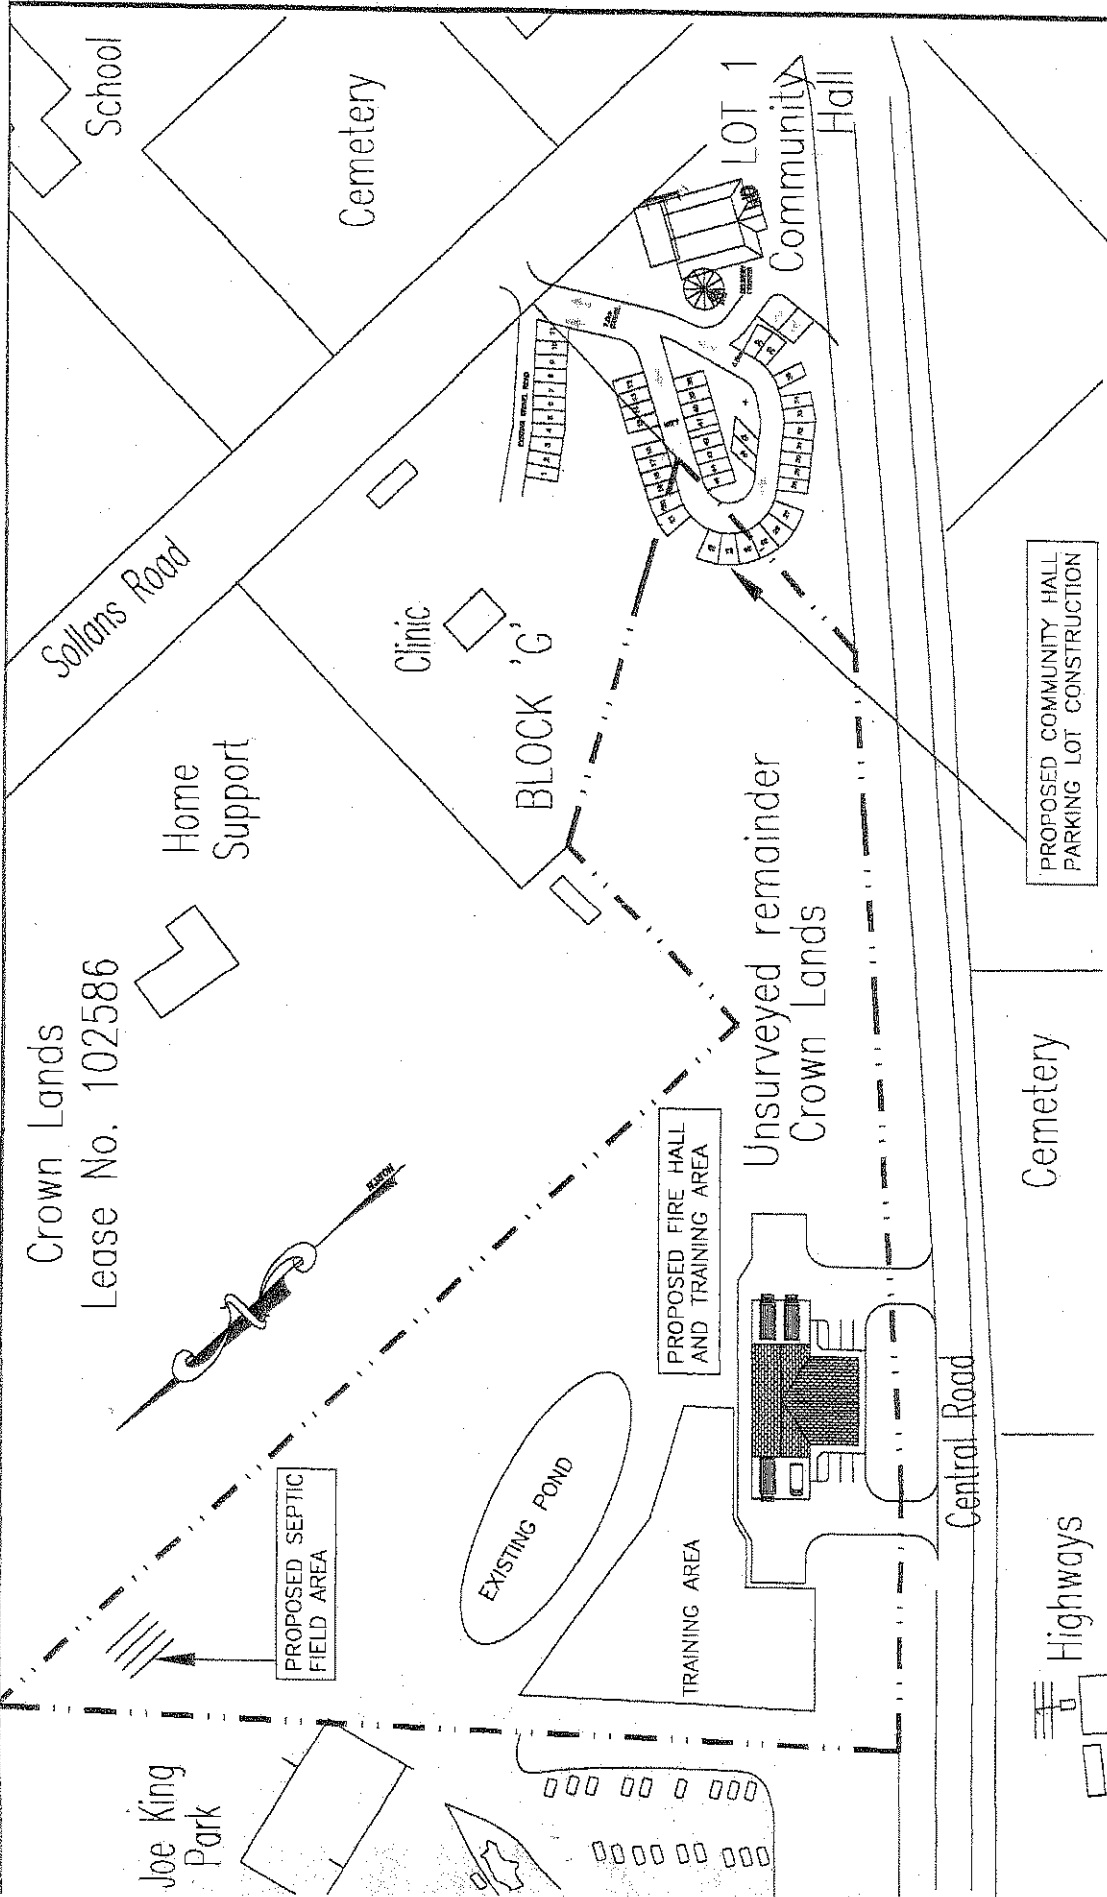 Joe King
Park
PROPOSED SEPTIC
FIELD AREA
Crown Lands
Lease No. 102586
NORTH
Home
Support
Sollans Road
School
Cemetery
Clinic
BLOCK 'G'
EXISTING POND
TRAINING AREA
PROPOSED FIRE HALL
AND TRAINING AREA
Unsurveyed remainder
Crown Lands
LOT 1
Community
Hall
Central Road
Highways
Cemetery
PROPOSED COMMUNITY HALL
PARKING LOT CONSTRUCTION